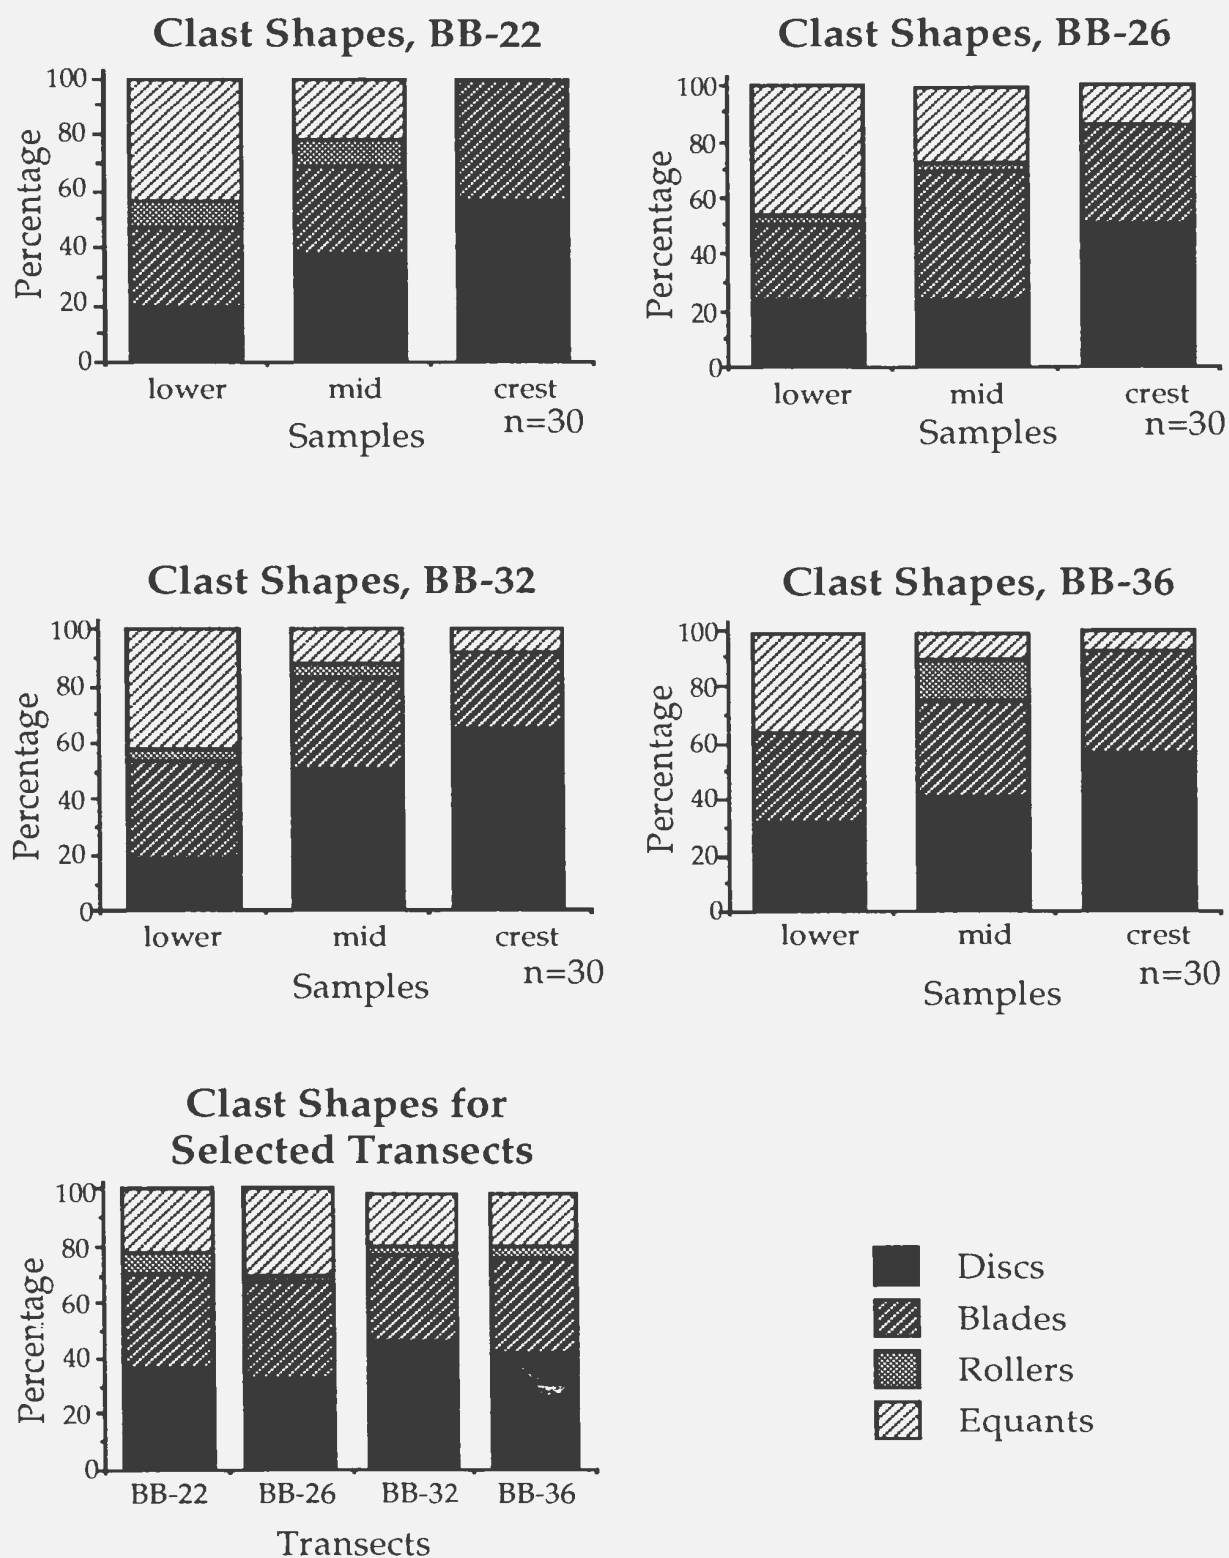 Clast Shapes, BB-22
Percentage
100
80
60
40
20
0
lower mid crest
n=30
Samples
Clast Shapes, BB-26
Percentage
100
80
60
40
20
0
lower mid crest
n=30
Samples
Clast Shapes, BB-32
Percentage
100
80
60
40
20
0
lower mid crest
n=30
Samples
Clast Shapes, BB-36
Percentage
100
80
60
40
20
0
lower mid crest
n=30
Samples
Clast Shapes for
Selected Transects
Percentage
100
80
60
40
20
0
BB-22 BB-26 BB-32 BB-36
Transects
Discs
Blades
Rollers
Equants